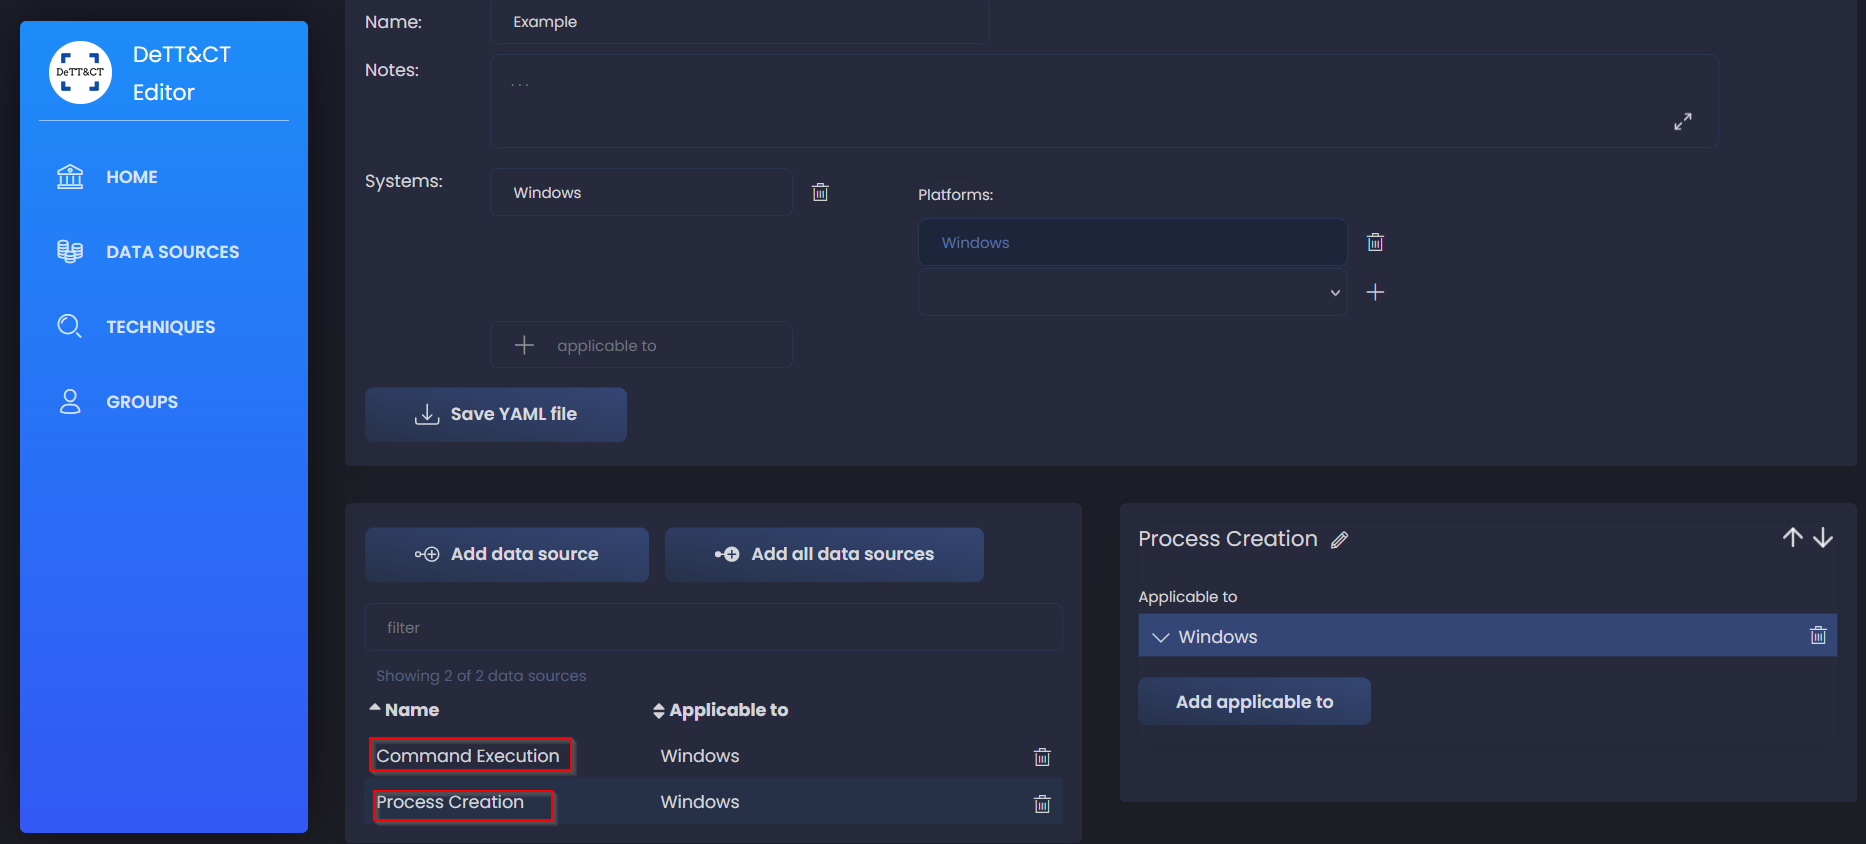 DeTT&CT
DeTT&CT
Editor
HOME
DATA SOURCES
TECHNIQUES
GROUPS
Name:
Example
Notes:
...
Systems:
Windows
Platforms:
Windows
applicable to
Save YAML file
Add data source
Add all data sources
filter
Showing 2 of 2 data sources
Name
Applicable to
Command Execution
Windows
Process Creation
Windows
Process Creation
Applicable to
Windows
Add applicable to